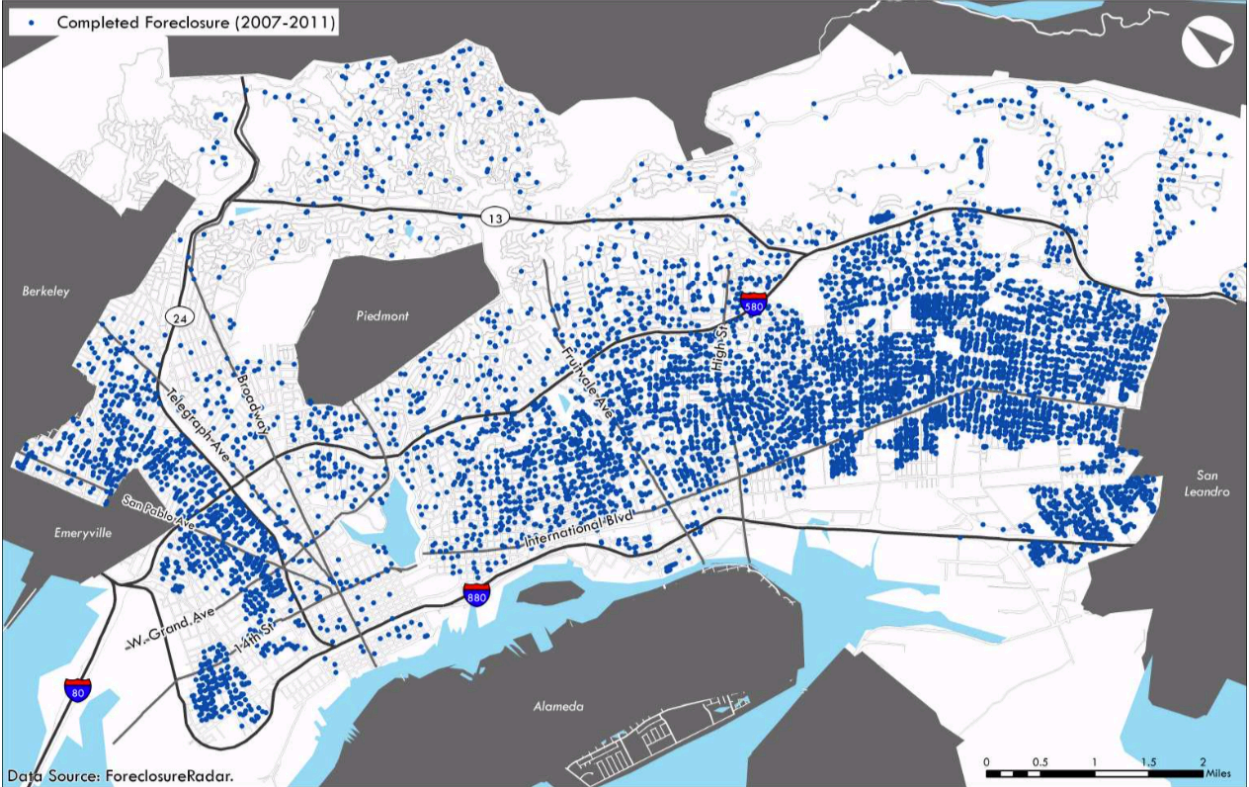 Completed Foreclosure (2007-2011)
13
Berkeley
580
24
Piedmont
High St
Fruitvale Ave
Broadway
Telegraph Ave
San Pablo Ave
San
Leandro
Emeryville
International Blvd
880
W. Grand Ave
14th St
80
Alameda
0 0.5 1 1.5 2
Miles
Data Source: ForeclosureRadar.